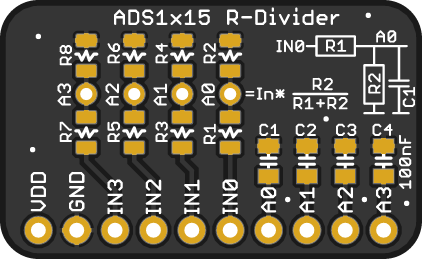 ADS1x15 R-Divider
R8 R6 R4 R2
IN0 R1 A0
R2 C1
A3 A2 A1 A0 =In* R2
R1+R2
R7 R5 R3 R1
C1 C2 C3 C4
100nF
VDD GND IN3 IN2 IN1 IN0 A0 A1 A2 A3